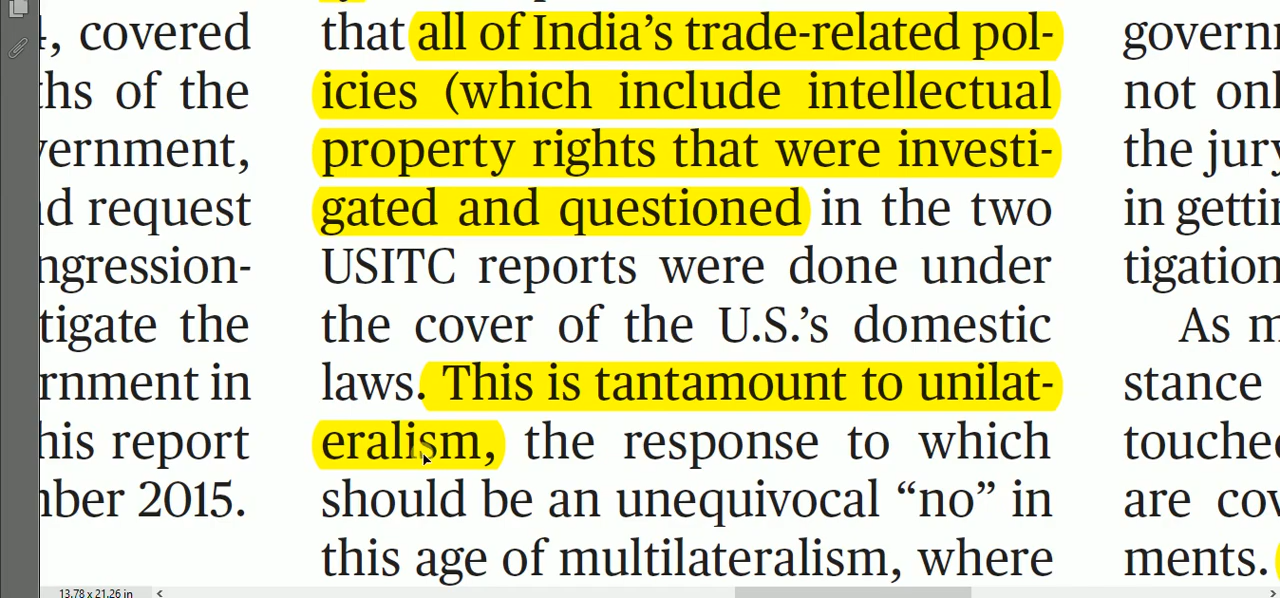 4, covered
ths of the
vernment,
nd request
ngression-
tigate the
rnment in
his report
mber 2015.
that all of India’s trade-related pol-
icies (which include intellectual
property rights that were investi-
gated and questioned in the two
USITC reports were done under
the cover of the U.S.’s domestic
laws. This is tantamount to unilat-
eralism, the response to which
should be an unequivocal “no” in
this age of multilateralism, where
govern
not onl
the jury
in getti
tigation
As m
stance
touche
are cov
ments.
13.78 x 21.26 in